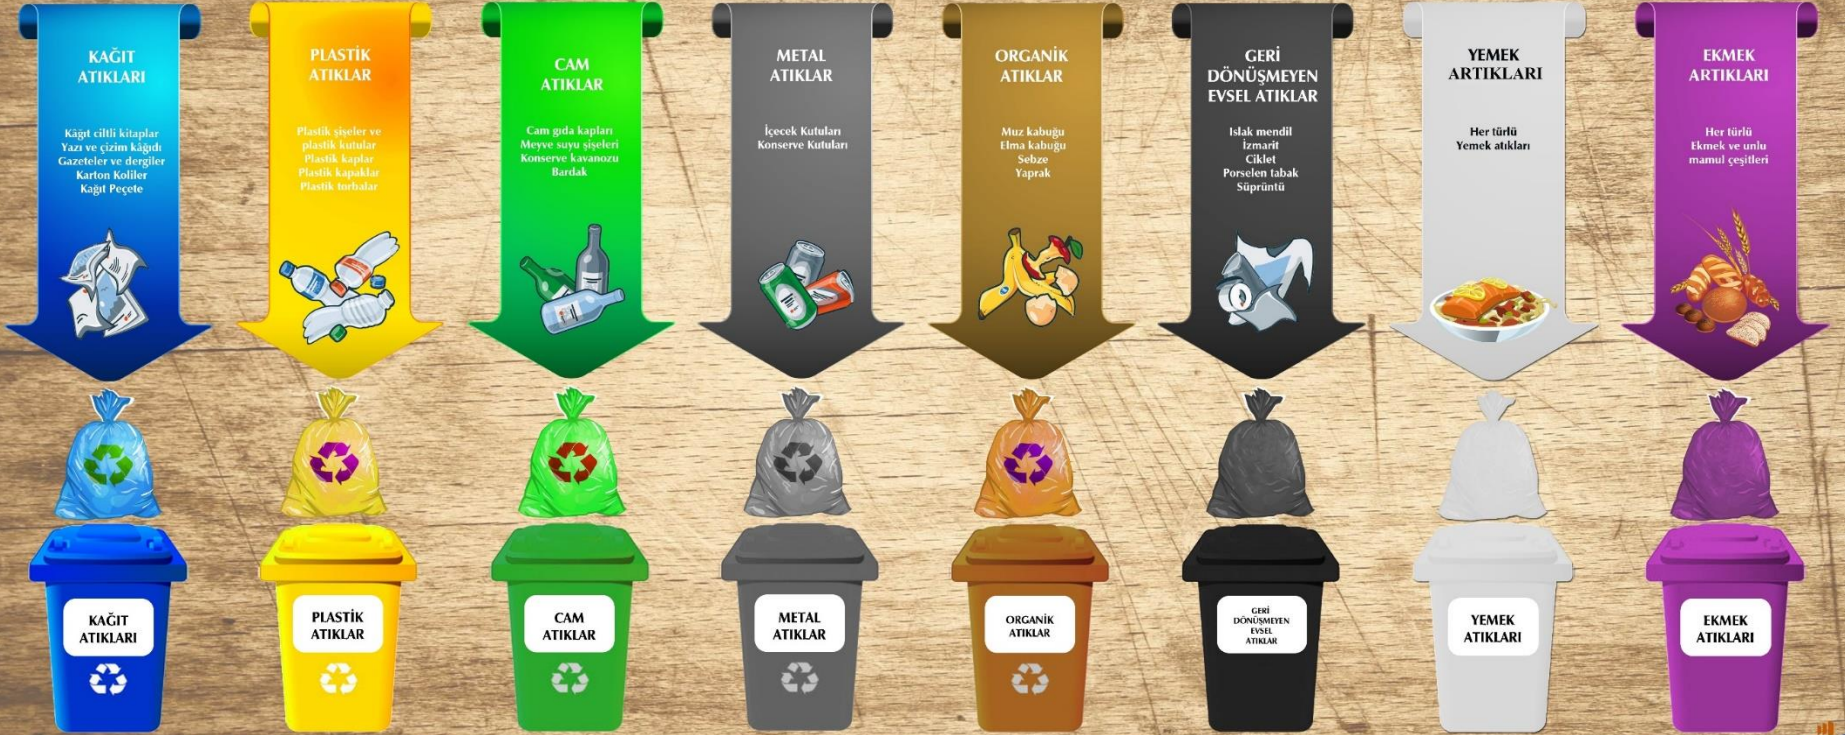 KAĞIT
ATIKLARI
Kâğıt ciltli kitaplar
Yazı ve çizim kâğıdı
Gazeteler ve dergiler
Karton Koliler
Kağıt Peçete
PLASTİK
ATIKLAR
Plastik şişeler ve
plastik kutular
Plastik kaplar
Plastik kapaklar
Plastik torbalar
CAM
ATIKLAR
Cam gıda kapları
Meyve suyu şişeleri
Konserve kavanozu
Bardak
METAL
ATIKLAR
İçecek Kutuları
Konserve Kutuları
ORGANİK
ATIKLAR
Muz kabuğu
Elma kabuğu
Sebze
Yaprak
GERİ
DÖNÜŞMEYEN
EVSEL ATIKLAR
Islak mendil
İzmarit
Ciklet
Porselen tabak
Süprüntü
YEMEK
ARTIKLARI
Her türlü
Yemek atıkları
EKMEK
ARTIKLARI
Her türlü
Ekmek ve unlu
mamul çeşitleri
KAĞIT
ATIKLARI
PLASTİK
ATIKLAR
CAM
ATIKLAR
METAL
ATIKLAR
ORGANİK
ATIKLAR
GERİ
DÖNÜŞMEYEN
EVSEL
ATIKLAR
YEMEK
ATIKLARI
EKMEK
ATIKLARI